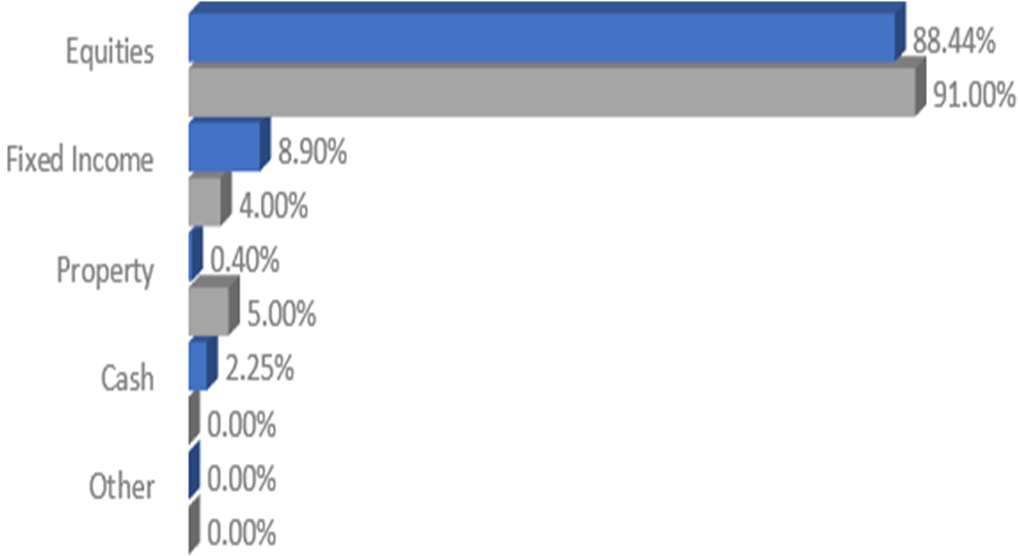 Equities
88.44%
91.00%
Fixed Income
8.90%
4.00%
Property
0.40%
5.00%
Cash
2.25%
0.00%
Other
0.00%
0.00%